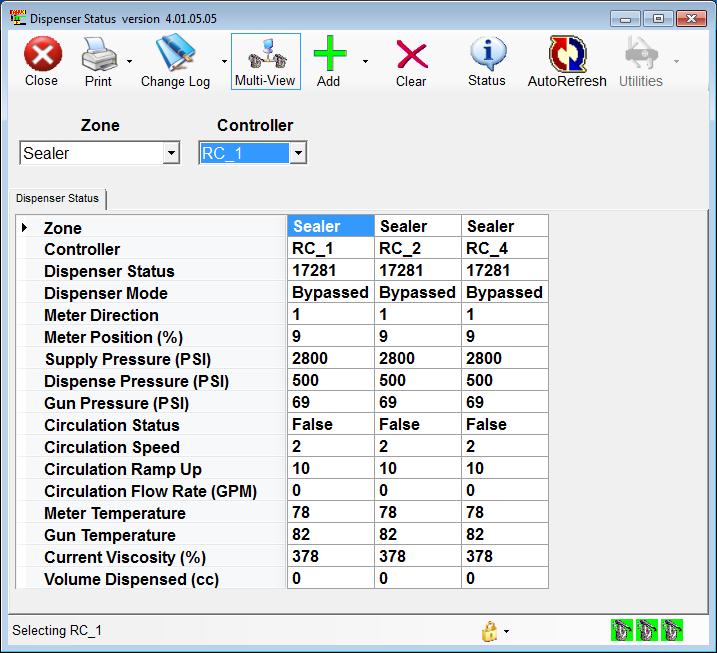 Dispenser Status version 4.01.05.05
Close Print Change Log Multi-View Add Clear Status AutoRefresh Utilities
Zone Controller
Sealer RC_1
Dispenser Status
Zone Sealer Sealer Sealer
Controller RC_1 RC_2 RC_4
Dispenser Status 17281 17281 17281
Dispenser Mode Bypassed Bypassed Bypassed
Meter Direction 1 1 1
Meter Position (%) 9 9 9
Supply Pressure (PSI) 2800 2800 2800
Dispense Pressure (PSI) 500 500 500
Gun Pressure (PSI) 69 69 69
Circulation Status False False False
Circulation Speed 2 2 2
Circulation Ramp Up 10 10 10
Circulation Flow Rate (GPM) 0 0 0
Meter Temperature 78 78 78
Gun Temperature 82 82 82
Current Viscosity (%) 378 378 378
Volume Dispensed (cc) 0 0 0
Selecting RC_1